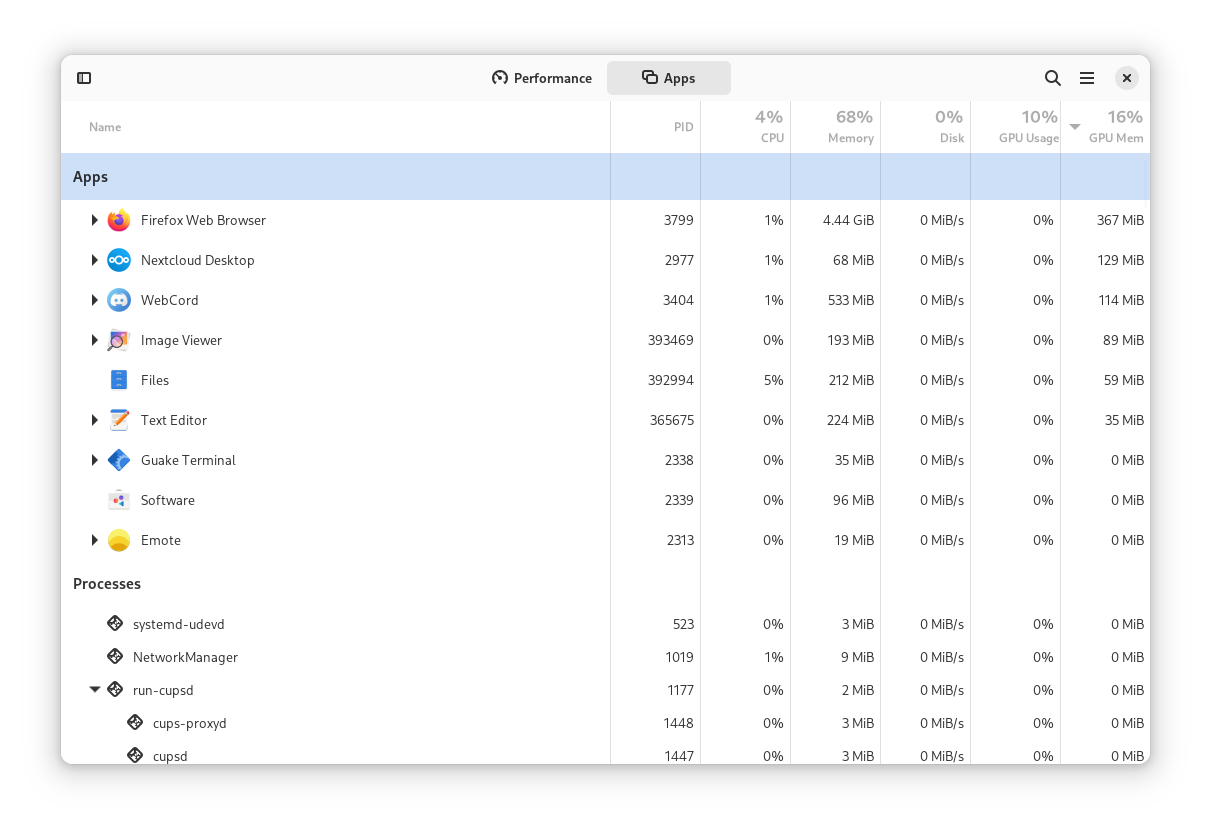 Performance Apps
Name PID 4% CPU 68% Memory 0% Disk 10% GPU Usage 16% GPU Mem
Apps
Firefox Web Browser 3799 1% 4.44 GiB 0 MiB/s 0% 367 MiB
Nextcloud Desktop 2977 1% 68 MiB 0 MiB/s 0% 129 MiB
WebCord 3404 1% 533 MiB 0 MiB/s 0% 114 MiB
Image Viewer 393469 0% 193 MiB 0 MiB/s 0% 89 MiB
Files 392994 5% 212 MiB 0 MiB/s 0% 59 MiB
Text Editor 365675 0% 224 MiB 0 MiB/s 0% 35 MiB
Guake Terminal 2338 0% 35 MiB 0 MiB/s 0% 0 MiB
Software 2339 0% 96 MiB 0 MiB/s 0% 0 MiB
Emote 2313 0% 19 MiB 0 MiB/s 0% 0 MiB
Processes
systemd-udevd 523 0% 3 MiB 0 MiB/s 0% 0 MiB
NetworkManager 1019 1% 9 MiB 0 MiB/s 0% 0 MiB
run-cupsd 1177 0% 2 MiB 0 MiB/s 0% 0 MiB
cups-proxyd 1448 0% 3 MiB 0 MiB/s 0% 0 MiB
cupsd 1447 0% 3 MiB 0 MiB/s 0% 0 MiB